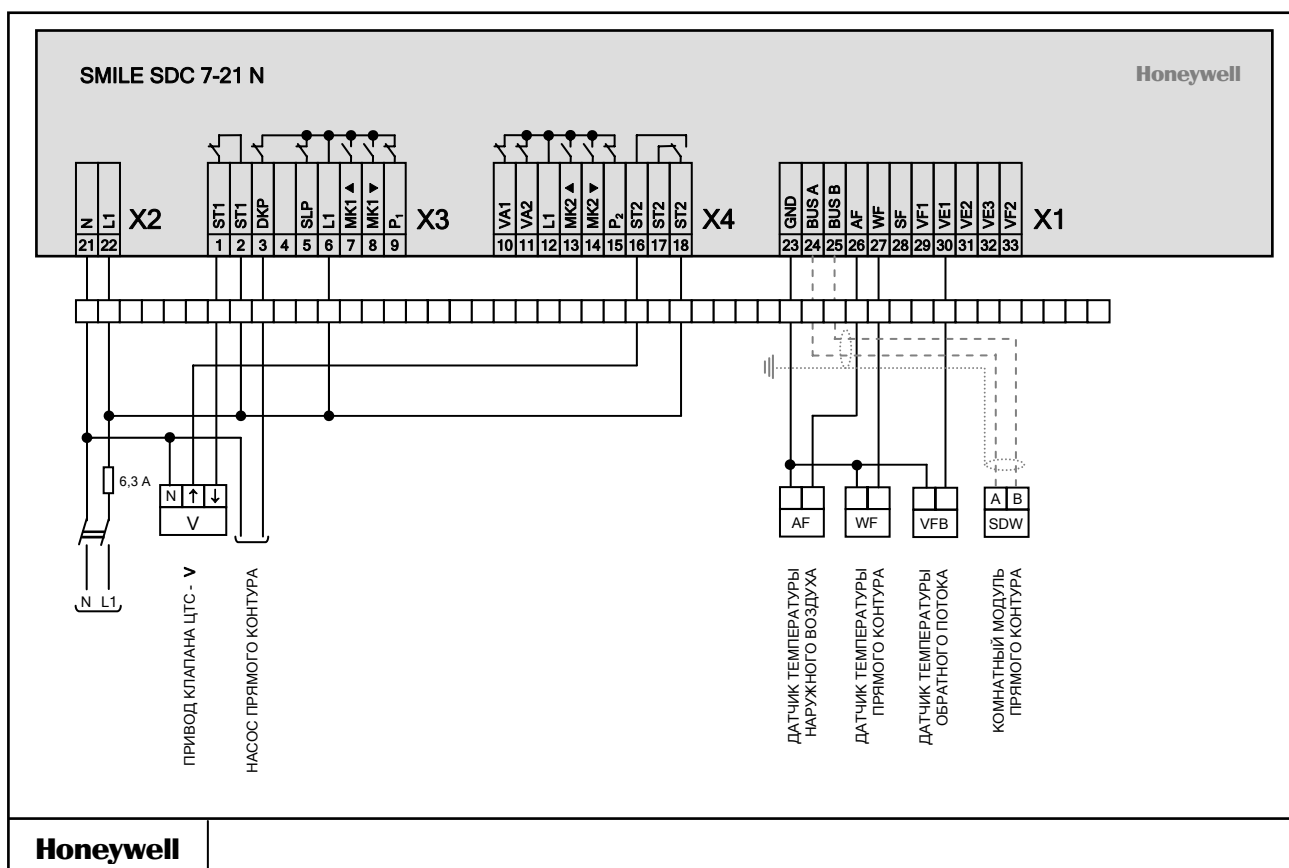 SMILE SDC 7-21 N
Honeywell
N L1 X2
21 22
ST1 ST1 DKP SLP L1 MK1 ▲ MK1 ▼ P₁ X3
1 2 3 4 5 6 7 8 9
VA1 VA2 L1 MK2 ▲ MK2 ▼ P₂ ST2 ST2 ST2 X4
10 11 12 13 14 15 16 17 18
GND BUS A BUS B AF WF SF VF1 VE1 VE2 VE3 VF2 X1
23 24 25 26 27 28 29 30 31 32 33
6,3 A
N ↑ ↓
V
N L1
AF
WF
VFB
A B
SDW
ПРИВОД КЛАПАНА ЦТС - V
НАСОС ПРЯМОГО КОНТУРА
ДАТЧИК ТЕМПЕРАТУРЫ
НАРУЖНОГО ВОЗДУХА
ДАТЧИК ТЕМПЕРАТУРЫ
ПРЯМОГО КОНТУРА
ДАТЧИК ТЕМПЕРАТУРЫ
ОБРАТНОГО ПОТОКА
КОМНАТНЫЙ МОДУЛЬ
ПРЯМОГО КОНТУРА
Honeywell